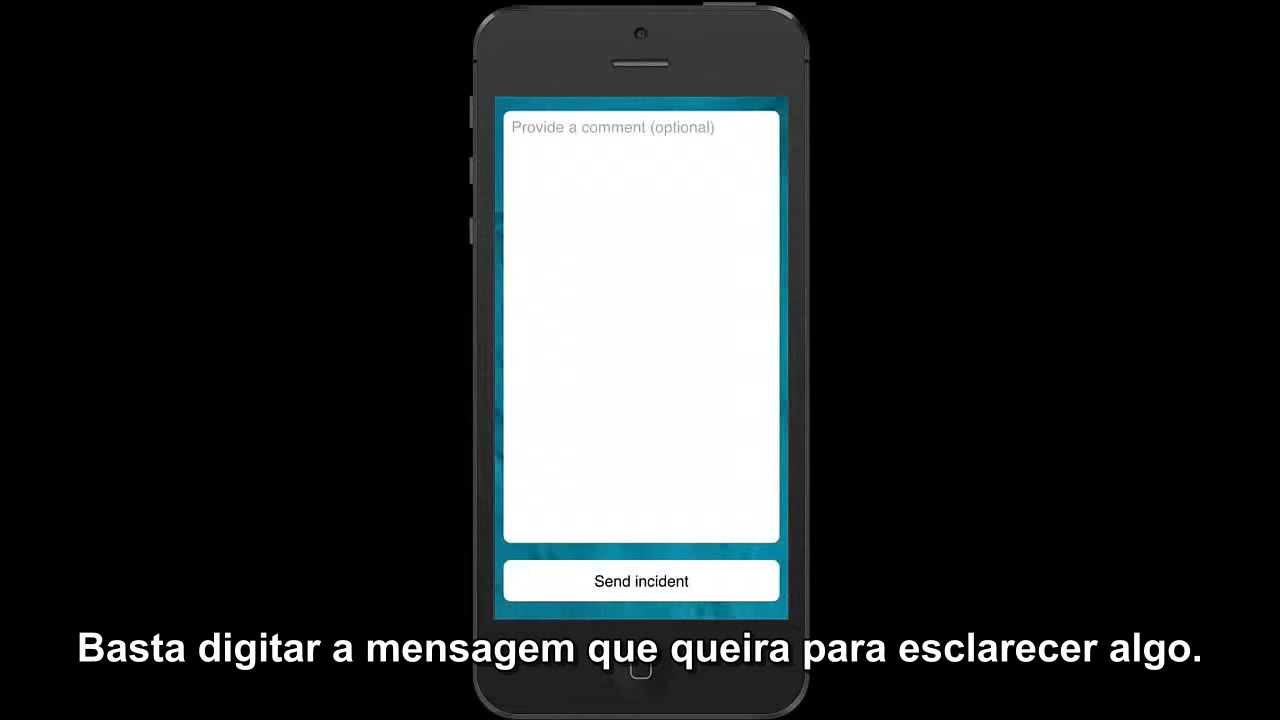 Provide a comment (optional)
Send incident
Basta digitar a mensagem que queira para esclarecer algo.